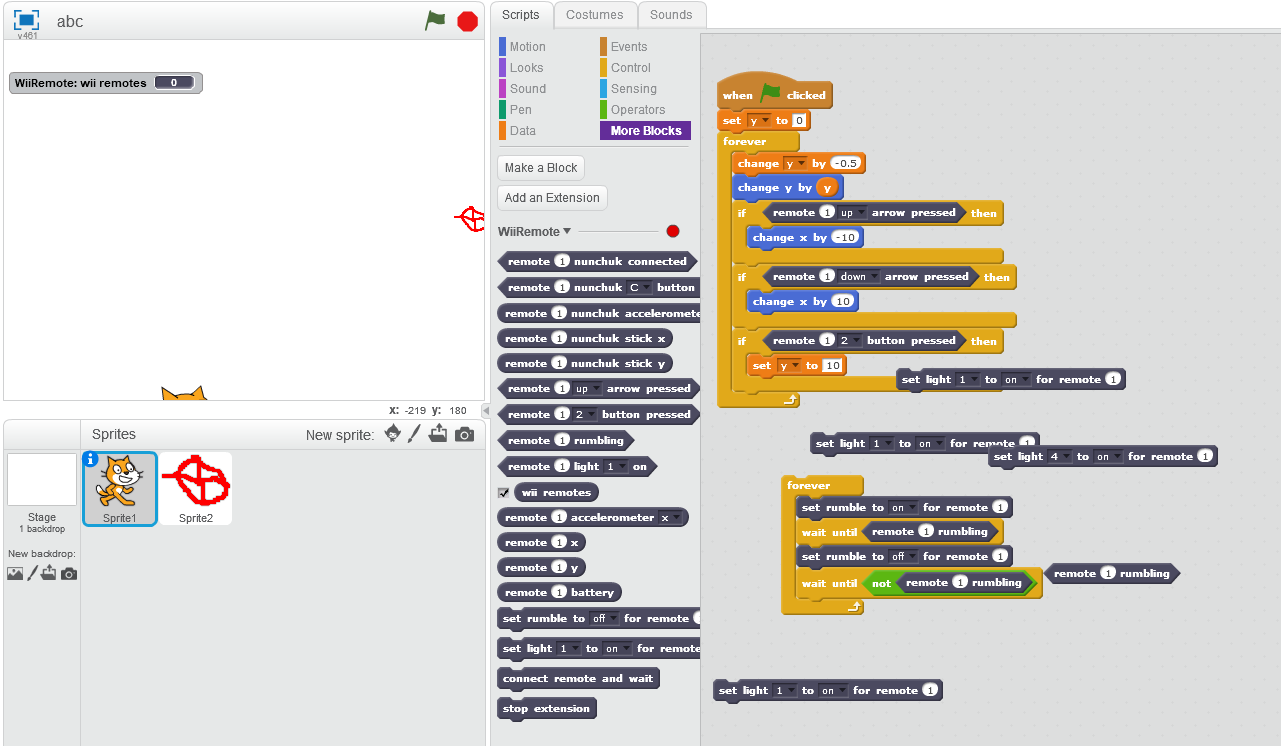 abc
v461
WiiRemote: wii remotes 0
x: -219 y: 180
Sprites
New sprite:
Sprite1
Sprite2
Stage
1 backdrop
New backdrop:
Scripts
Costumes
Sounds
Motion
Events
Looks
Control
Sound
Sensing
Pen
Operators
Data
More Blocks
Make a Block
Add an Extension
WiiRemote
remote 1 nunchuk connected
remote 1 nunchuk C button
remote 1 nunchuk acceleromete
remote 1 nunchuk stick x
remote 1 nunchuk stick y
remote 1 up arrow pressed
remote 1 2 button pressed
remote 1 rumbling
remote 1 light 1 on
wii remotes
remote 1 accelerometer x
remote 1 x
remote 1 y
remote 1 battery
set rumble to off for remote
set light 1 to on for remote
connect remote and wait
stop extension
when clicked
set y to 0
forever
change y by -0.5
change y by y
if remote 1 up arrow pressed then
change x by -10
if remote 1 down arrow pressed then
change x by 10
if remote 1 2 button pressed then
set y to 10
set light 1 to on for remote 1
set light 1 to on for remote 1
set light 4 to on for remote 1
forever
set rumble to on for remote 1
wait until remote 1 rumbling
set rumble to off for remote 1
wait until not remote 1 rumbling
remote 1 rumbling
set light 1 to on for remote 1